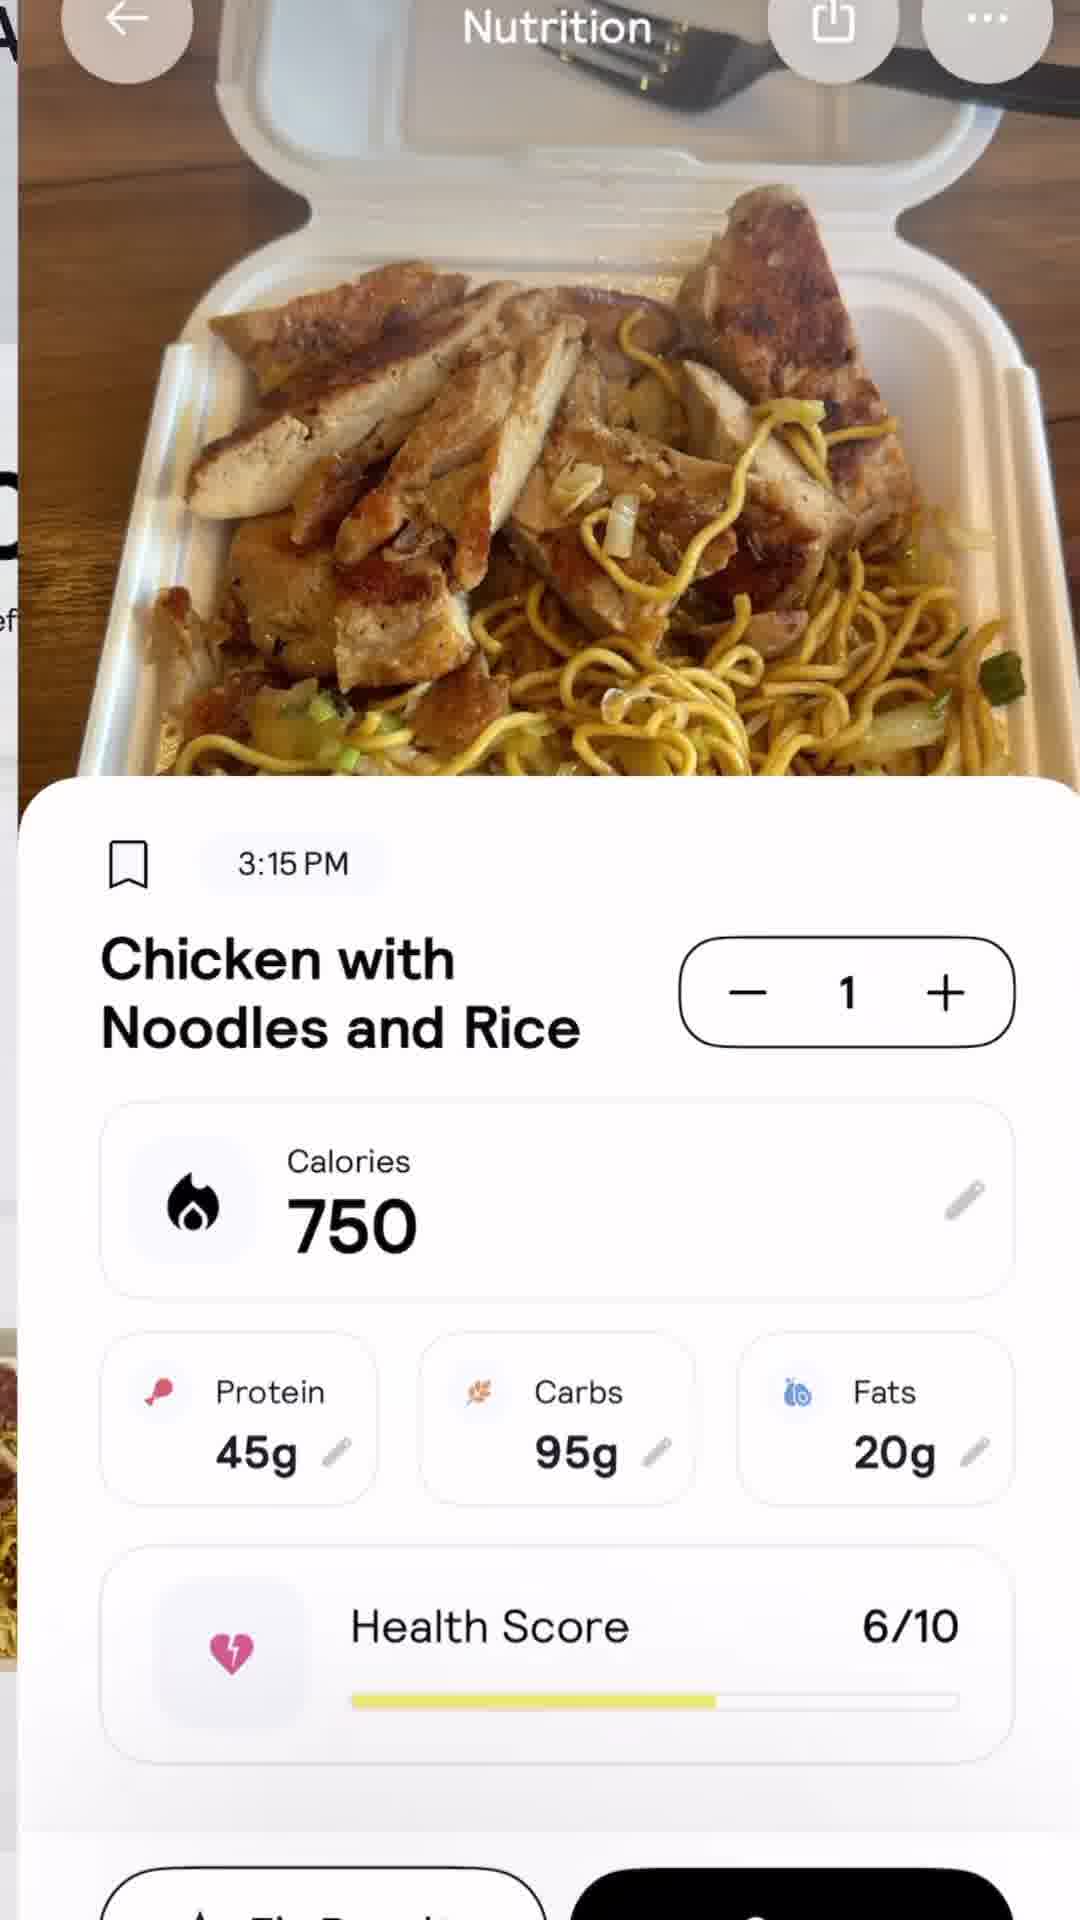 Nutrition
3:15 PM
Chicken with
Noodles and Rice
1
Calories
750
Protein
45g
Carbs
95g
Fats
20g
Health Score
6/10